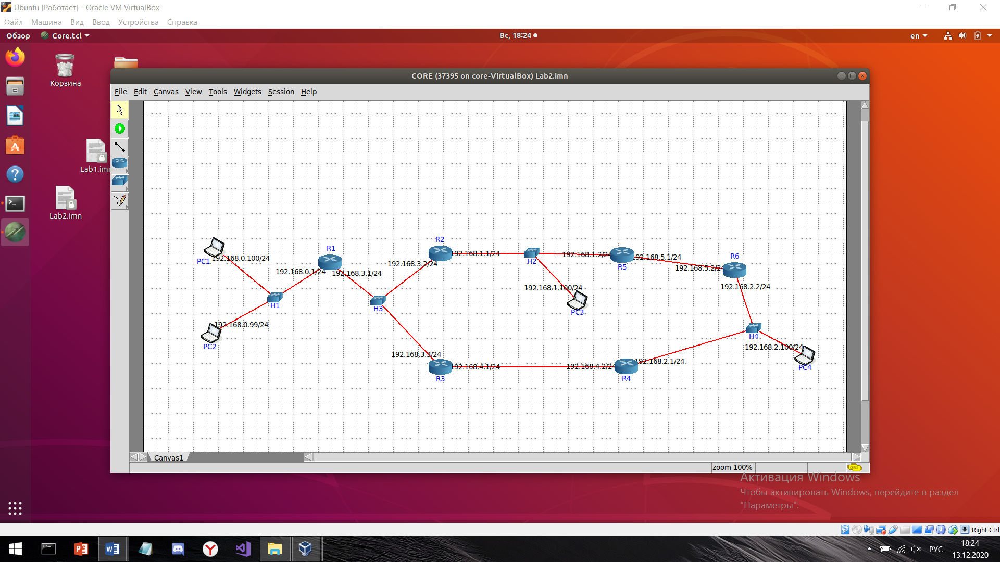 Ubuntu [Работает] - Oracle VM VirtualBox
Файл Машина Вид Ввод Устройства Справка
Обзор Core.tcl Вс, 18:24 en
Корзина
Lab1.imn
Lab2.imn
CORE (37395 on core-VirtualBox) Lab2.imn
File Edit Canvas View Tools Widgets Session Help
R2
R1
R6
PC1 192.168.0.100/24
192.168.1.1/24
192.168.1.2/24
192.168.5.1/24
H2
R5
192.168.3.2/24
192.168.0.1/24
192.168.3.1/24
192.168.5.2/24
192.168.1.100/24
192.168.2.2/24
H1
H3
PC3
192.168.0.99/24
H4
PC2
192.168.2.100/24
192.168.3.3/24
192.168.4.1/24
192.168.4.2/24
192.168.2.1/24
PC4
R3
R4
Canvas1
zoom 100%
CHECK
Активация Windows
Чтобы активировать Windows, перейдите в раздел
"Параметры".
Right Ctrl
РУС
18:24
13.12.2020